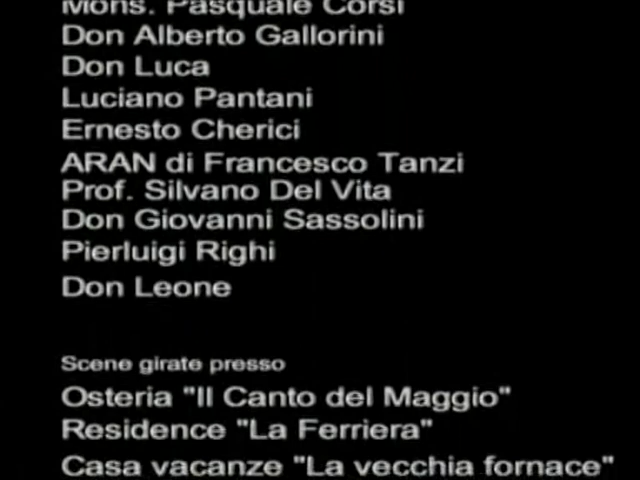 Mons. Pasquale Corsi
Don Alberto Gallorini
Don Luca
Luciano Pantani
Ernesto Cherici
ARAN di Francesco Tanzi
Prof. Silvano Del Vita
Don Giovanni Sassolini
Pierluigi Righi
Don Leone
Scene girate presso
Osteria "Il Canto del Maggio"
Residence "La Ferriera"
Casa vacanze "La vecchia fornace"